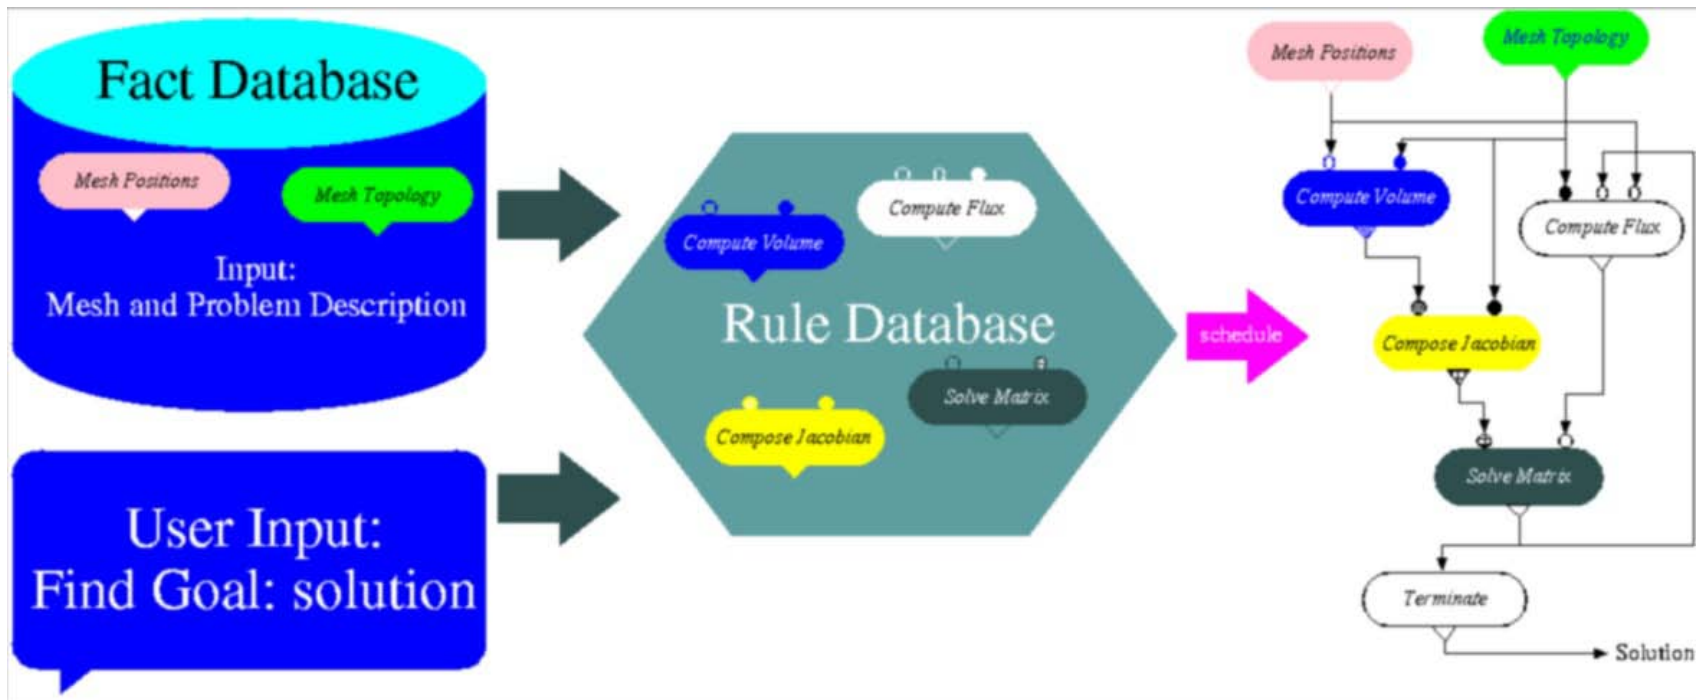 Fact Database
Mesh Positions
Mesh Topology
Input:
Mesh and Problem Description
User Input:
Find Goal: solution
Compute Flux
Compute Volume
Rule Database
Solve Matrix
Compose Jacobian
schedule
Mesh Positions
Mesh Topology
Compute Volume
Compute Flux
Compose Jacobian
Solve Matrix
Terminate
Solution